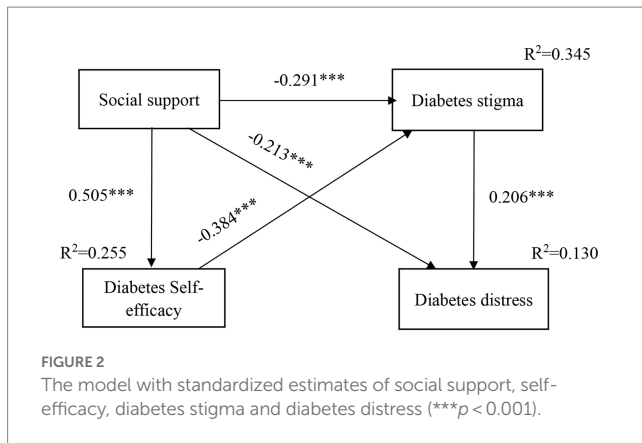 R²=0.345
Social support
-0.291***
Diabetes stigma
-0.213***
0.505***
-0.384***
0.206***
R²=0.255
R²=0.130
Diabetes Self-
efficacy
Diabetes distress
FIGURE 2
The model with standardized estimates of social support, self-
efficacy, diabetes stigma and diabetes distress (***p < 0.001).